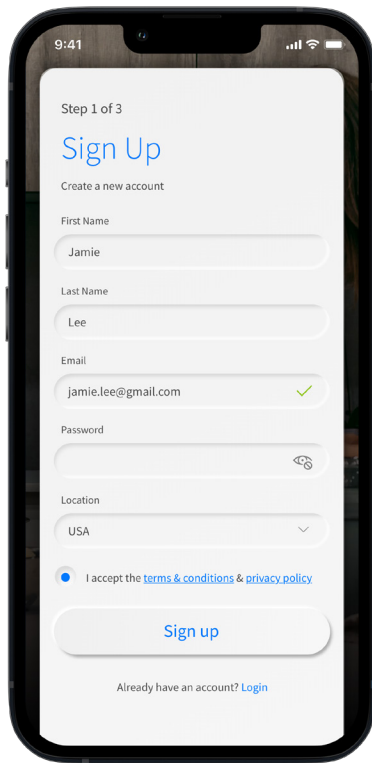 9:41
Step 1 of 3
Sign Up
Create a new account
First Name
Jamie
Last Name
Lee
Email
jamie.lee@gmail.com
Password
Location
USA
I accept the terms & conditions & privacy policy
Sign up
Already have an account? Login